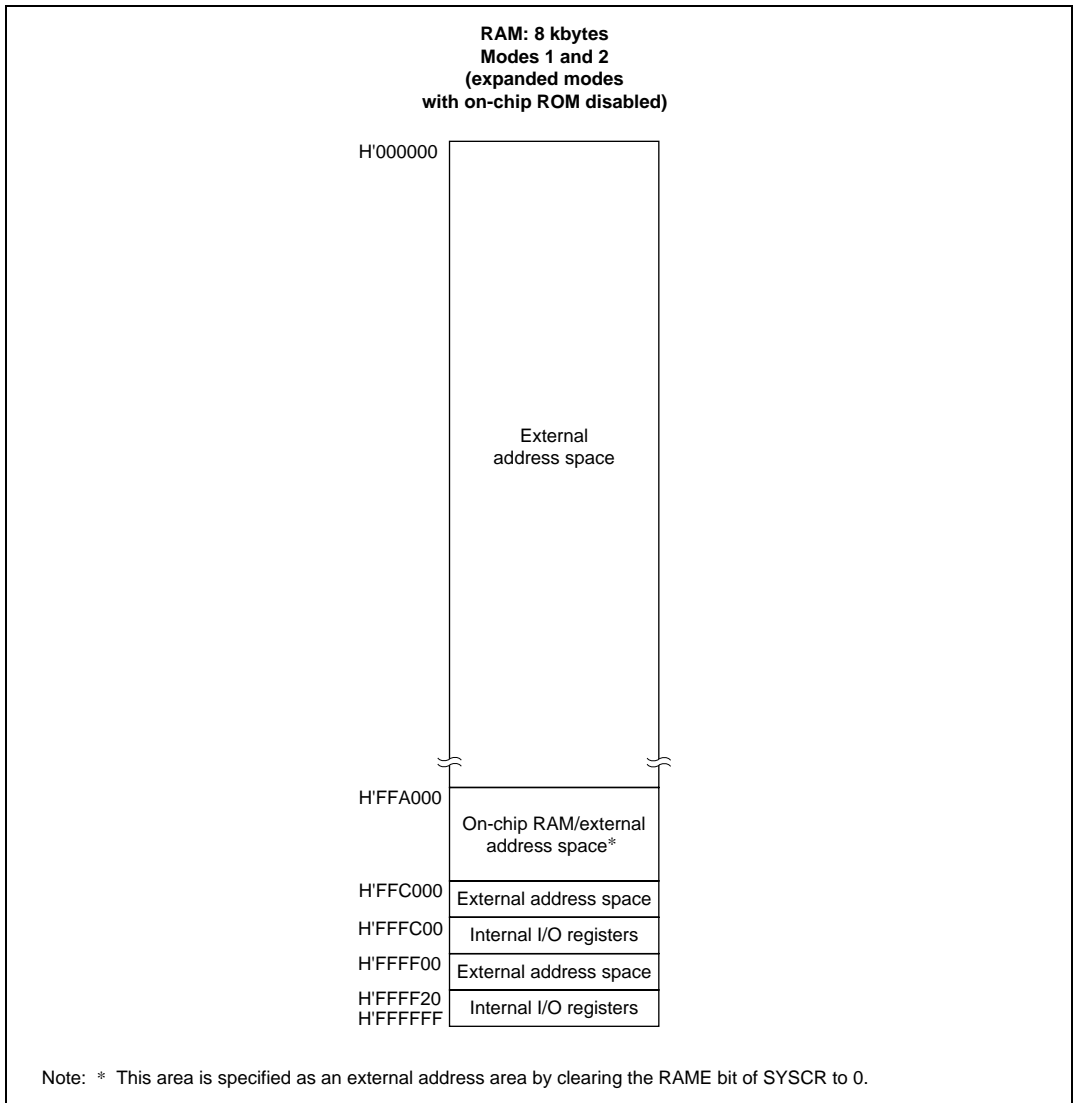 RAM: 8 kbytes
Modes 1 and 2
(expanded modes
with on-chip ROM disabled)
H'000000
External
address space
H'FFA000
On-chip RAM/external
address space*
H'FFC000
External address space
H'FFFC00
Internal I/O registers
H'FFFF00
External address space
H'FFFF20
Internal I/O registers
H'FFFFFF
Note: * This area is specified as an external address area by clearing the RAME bit of SYSCR to 0.